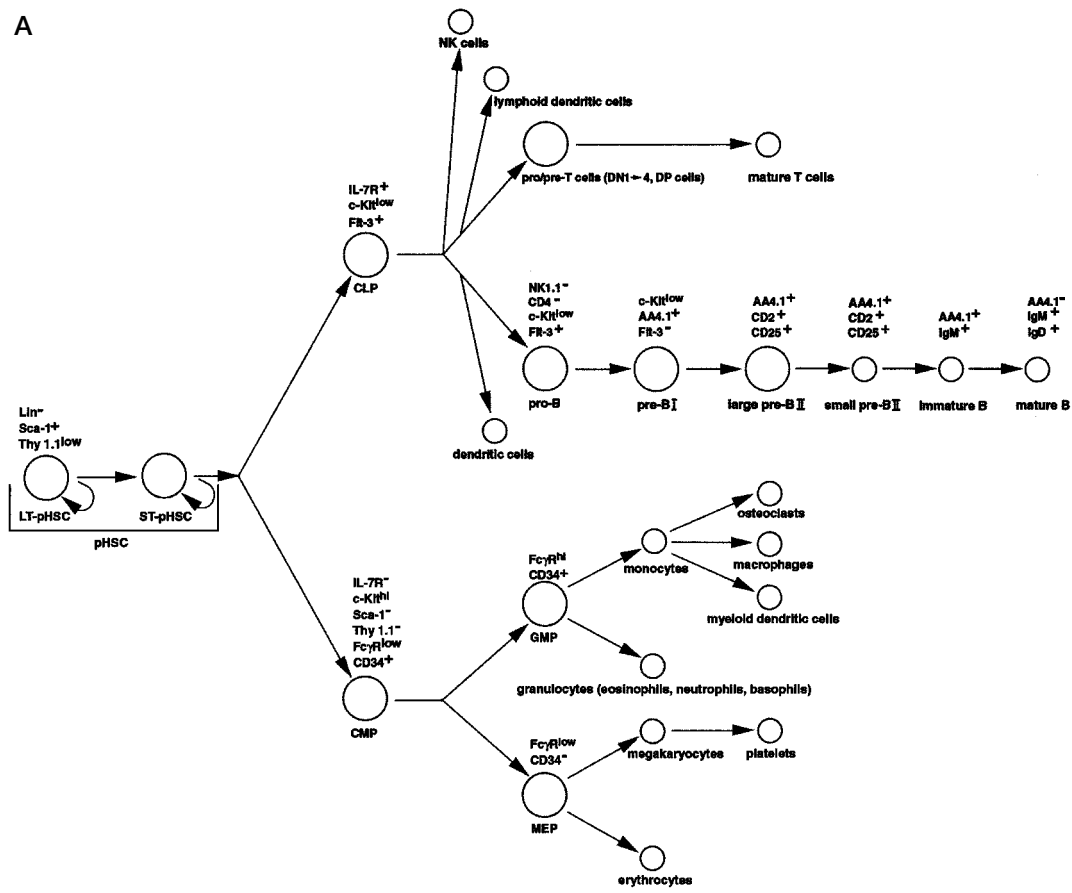 A
NK cells
lymphoid dendritic cells
pro/pre-T cells (DN1→4, DP cells)
mature T cells
IL-7R+
c-Kitlow
Flt-3+
CLP
NK1.1-
CD4-
c-Kitlow
Flt-3+
pro-B
c-Kitlow
AA4.1+
Flt-3-
pre-BI
AA4.1+
CD2+
CD25+
large pre-BII
AA4.1+
CD2+
CD25+
small pre-BII
AA4.1+
IgM+
immature B
AA4.1-
IgM+
IgD+
mature B
dendritic cells
Lin-
Sca-1+
Thy 1.1low
LT-pHSC
ST-pHSC
pHSC
IL-7R-
c-Kithi
Sca-1-
Thy 1.1-
FcγRlow
CD34+
CMP
FcγRhi
CD34+
GMP
monocytes
osteoclasts
macrophages
myeloid dendritic cells
granulocytes (eosinophils, neutrophils, basophils)
FcγRlow
CD34-
MEP
megakaryocytes
platelets
erythrocytes